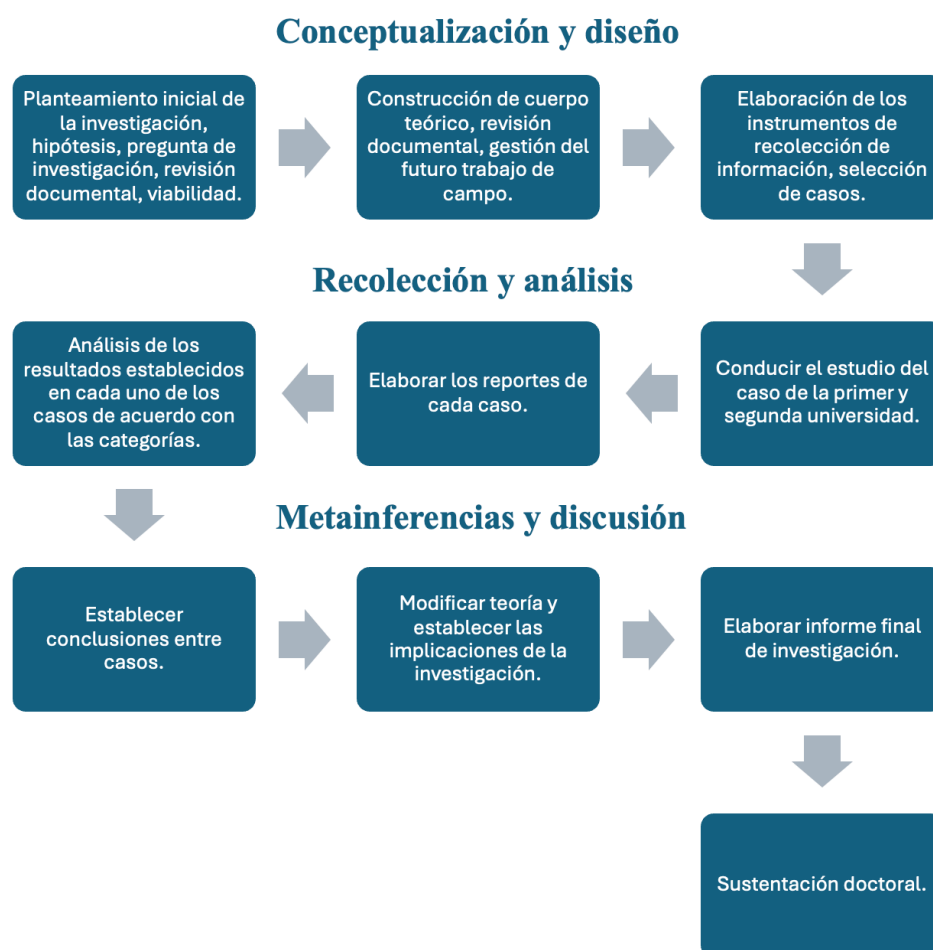 Conceptualización y diseño
Planteamiento inicial de
la investigación,
hipótesis, pregunta de
investigación, revisión
documental, viabilidad.
Construcción de cuerpo
teórico, revisión
documental, gestión del
futuro trabajo de
campo.
Elaboración de los
instrumentos de
recolección de
información, selección
de casos.
Recolección y análisis
Conducir el estudio del
caso de la primer y
segunda universidad.
Elaborar los reportes de
cada caso.
Análisis de los
resultados establecidos
en cada uno de los
casos de acuerdo con
las categorías.
Metainferencias y discusión
Establecer
conclusiones entre
casos.
Modificar teoría y
establecer las
implicaciones de la
investigación.
Elaborar informe final
de investigación.
Sustentación doctoral.